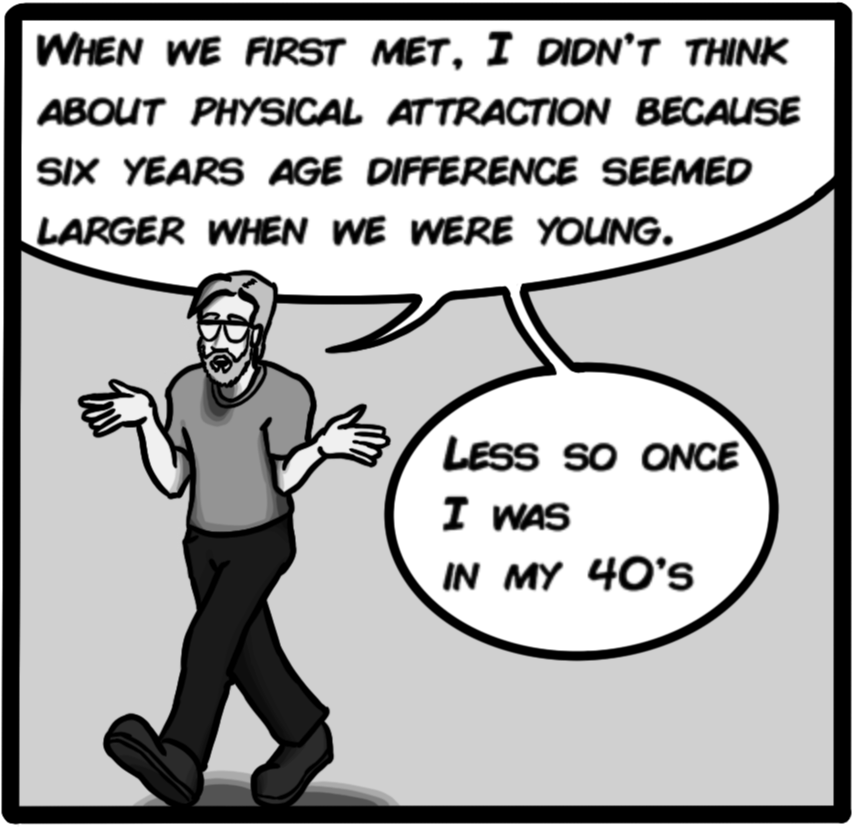 When we first met, I didn't think
about physical attraction because
six years age difference seemed
larger when we were young.
Less so once
I was
in my 40's